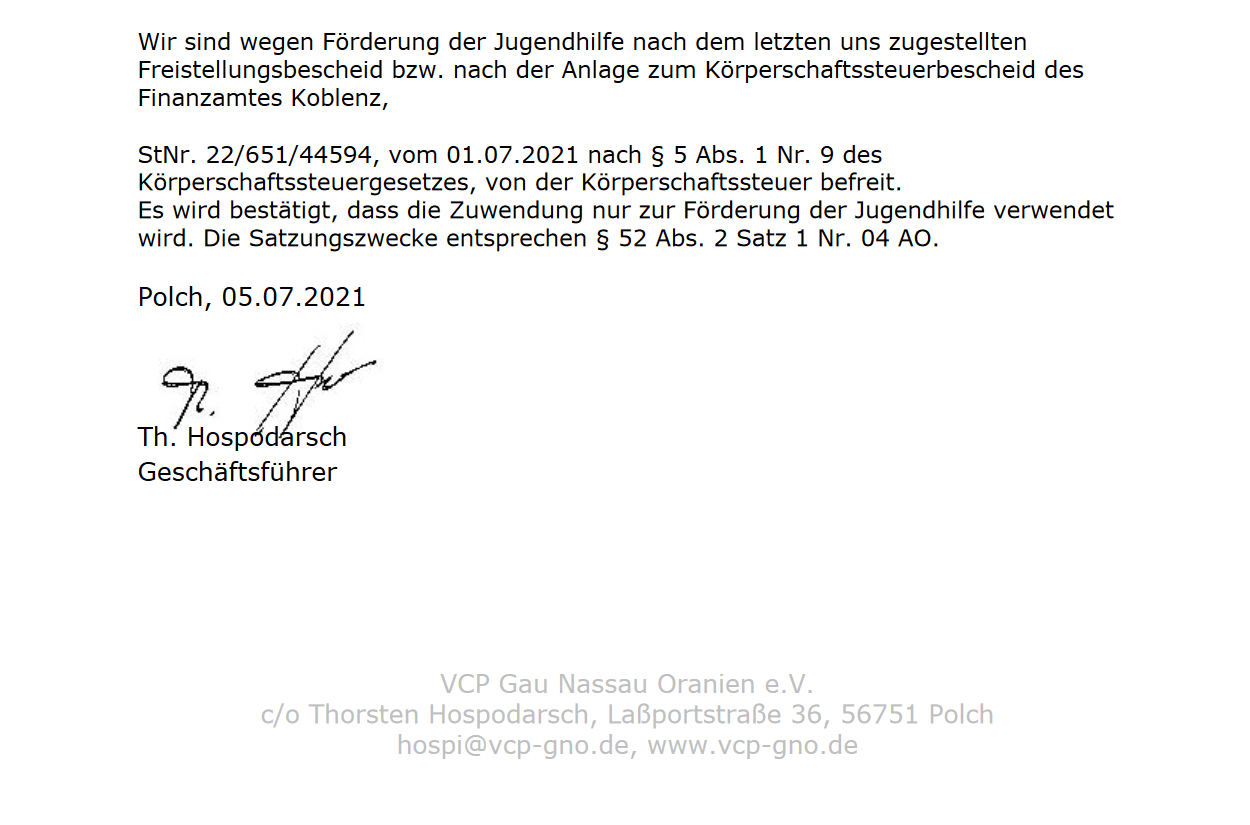 Wir sind wegen Förderung der Jugendhilfe nach dem letzten uns zugestellten
Freistellungsbescheid bzw. nach der Anlage zum Körperschaftssteuerbescheid des
Finanzamtes Koblenz,
StNr. 22/651/44594, vom 01.07.2021 nach § 5 Abs. 1 Nr. 9 des
Körperschaftssteuergesetzes, von der Körperschaftssteuer befreit.
Es wird bestätigt, dass die Zuwendung nur zur Förderung der Jugendhilfe verwendet
wird. Die Satzungszwecke entsprechen § 52 Abs. 2 Satz 1 Nr. 04 AO.
Polch, 05.07.2021
Th. Hospodarsch
Geschäftsführer
VCP Gau Nassau Oranien e.V.
c/o Thorsten Hospodarsch, Laßportstraße 36, 56751 Polch
hospi@vcp-gno.de, www.vcp-gno.de